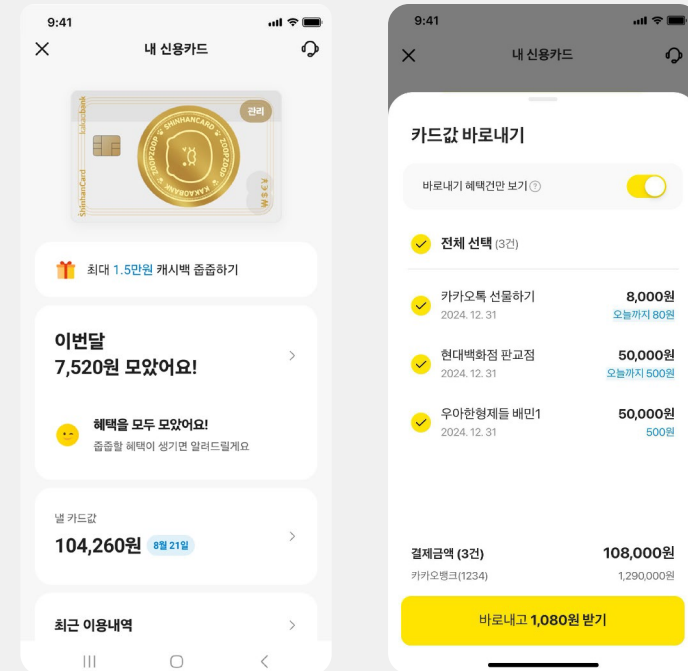 9:41
내 신용카드
kakaobank
ShinhanCard
관리
SHINHANCARD
ZOOPZOOP
KAKAOBANK
ZOOPZOOP
₩$¥€
최대 1.5만원 캐시백 줍줍하기
이번달
7,520원 모았어요!
혜택을 모두 모았어요!
줍줍할 혜택이 생기면 알려드릴게요
낼 카드값
104,260원 8월 21일
최근 이용내역
9:41
내 신용카드
카드값 바로내기
바로내기 혜택건만 보기 ?
전체 선택 (3건)
카카오톡 선물하기 8,000원
2024. 12. 31 오늘까지 80원
현대백화점 판교점 50,000원
2024. 12. 31 오늘까지 500원
우아한형제들 배민1 50,000원
2024. 12. 31 500원
결제금액 (3건) 108,000원
카카오뱅크(1234) 1,290,000원
바로내고 1,080원 받기